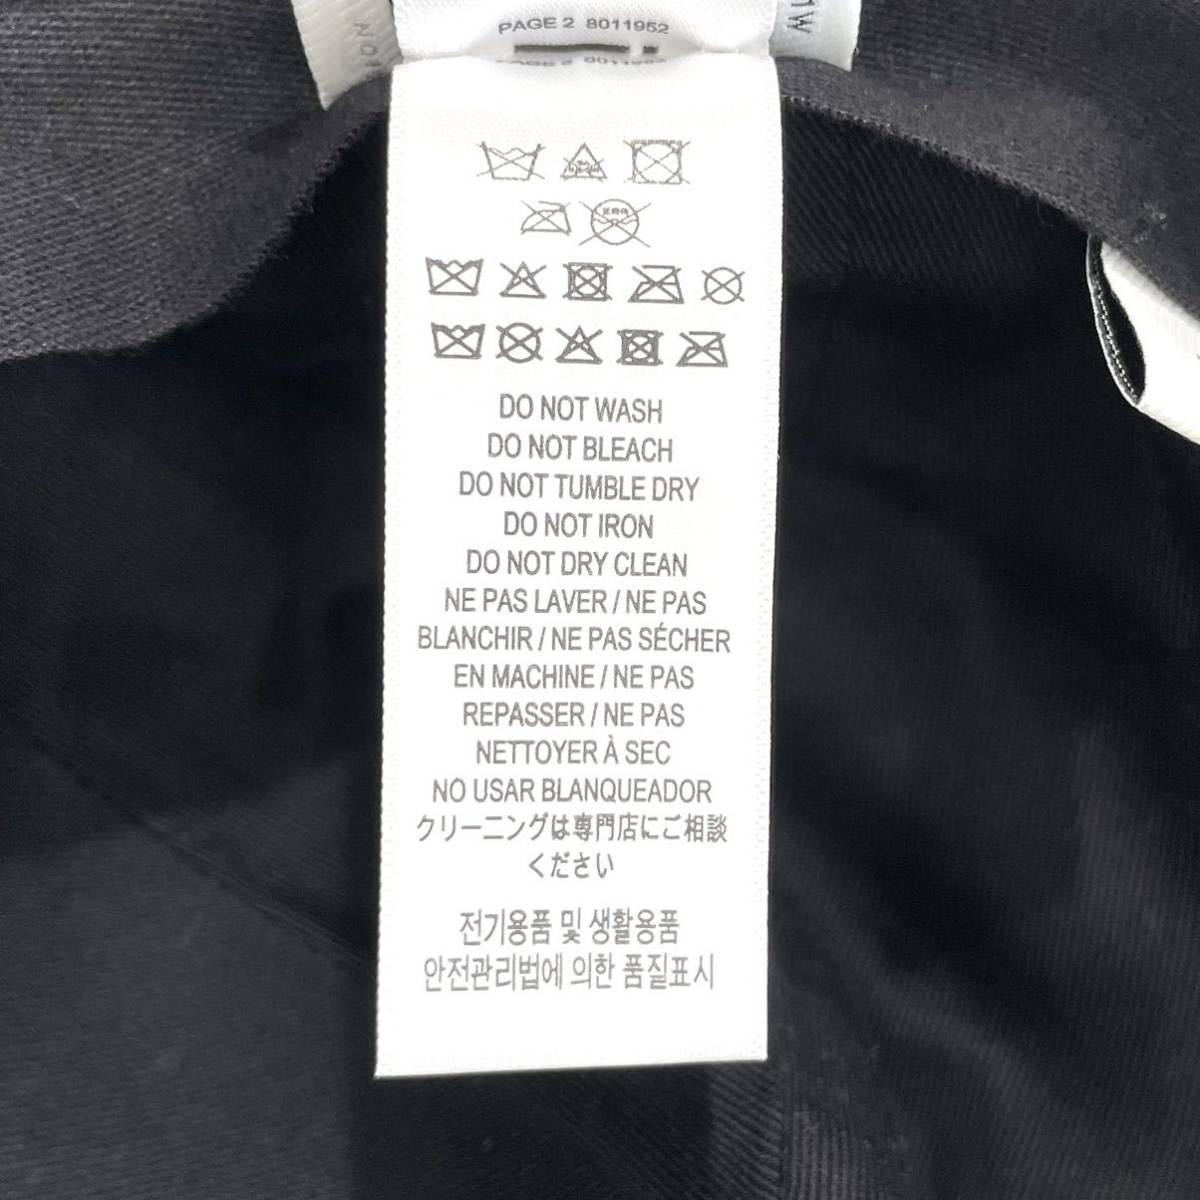 PAGE 2 8011952
DO NOT WASH
DO NOT BLEACH
DO NOT TUMBLE DRY
DO NOT IRON
DO NOT DRY CLEAN
NE PAS LAVER / NE PAS
BLANCHIR / NE PAS SÉCHER
EN MACHINE / NE PAS
REPASSER / NE PAS
NETTOYER À SEC
NO USAR BLANQUEADOR
クリーニングは専門店にご相談
ください
전기용품 및 생활용품
안전관리법에 의한 품질표시